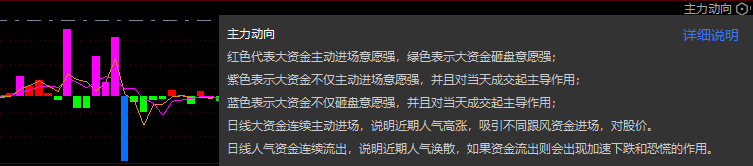 主力动向
主力动向
详细说明
红色代表大资金主动进场意愿强，绿色表示大资金砸盘意愿强；
紫色表示大资金不仅主动进场意愿强，并且对当天成交起主导作用；
蓝色表示大资金不仅砸盘意愿强，并且对当天成交起主导作用；
日线大资金连续主动进场，说明近期人气高涨，吸引不同跟风资金进场，对股价。
日线人气资金连续流出，说明近期人气涣散，如果资金流出则会出现加速下跌和恐慌的作用。